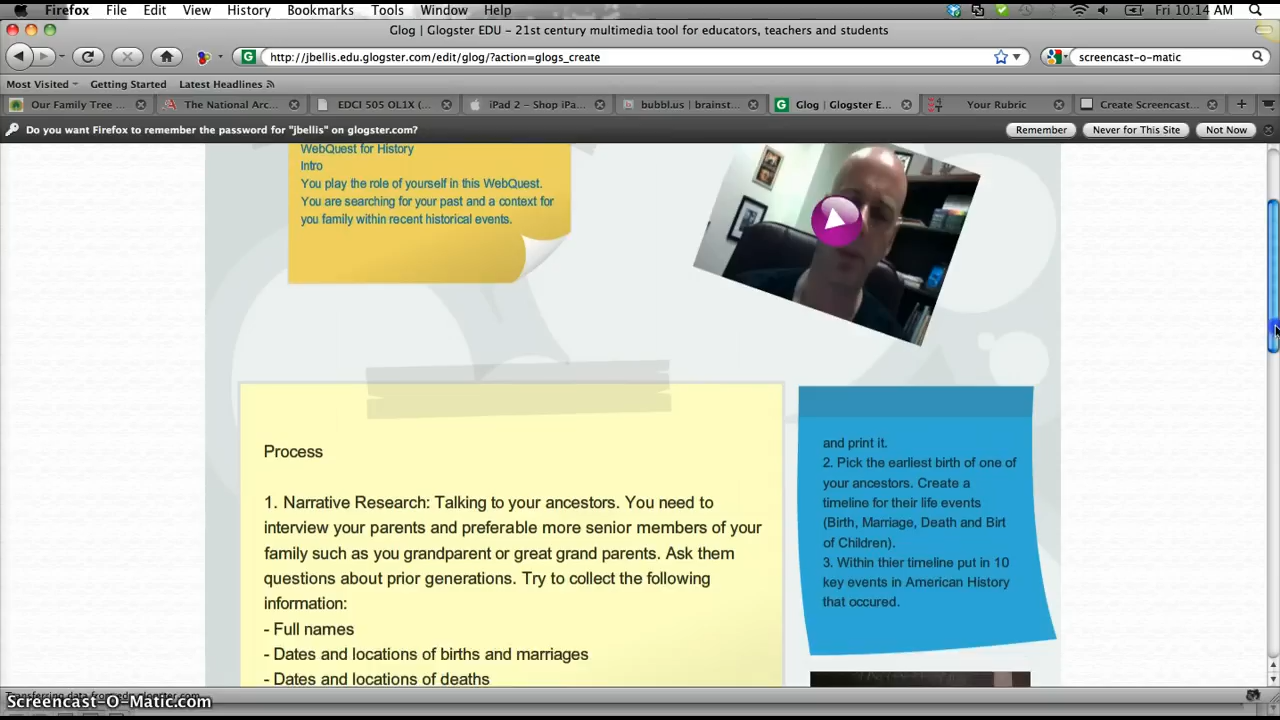 Firefox File Edit View History Bookmarks Tools Window Help Fri 10:14 AM
Glog | Glogster EDU - 21st century multimedia tool for educators, teachers and students
http://jbellis.edu.glogster.com/edit/glog/?action=glogs_create
screencast-o-matic
Most Visited Getting Started Latest Headlines
Our Family Tree ... The National Arc... EDCI 505 OL1X (... iPad 2 – Shop iPa... bubbl.us | brainst... Glog | Glogster E... Your Rubric Create Screencast...
Do you want Firefox to remember the password for "jbellis" on glogster.com? Remember Never for This Site Not Now
WebQuest for History
Intro
You play the role of yourself in this WebQuest.
You are searching for your past and a context for
you family within recent historical events.
Process
1. Narrative Research: Talking to your ancestors. You need to
interview your parents and preferable more senior members of your
family such as you grandparent or great grand parents. Ask them
questions about prior generations. Try to collect the following
information:
- Full names
- Dates and locations of births and marriages
- Dates and locations of deaths
and print it.
2. Pick the earliest birth of one of
your ancestors. Create a
timeline for their life events
(Birth, Marriage, Death and Birt
of Children).
3. Within thier timeline put in 10
key events in American History
that occured.
Transferring data from
Screencast-O-Matic.com